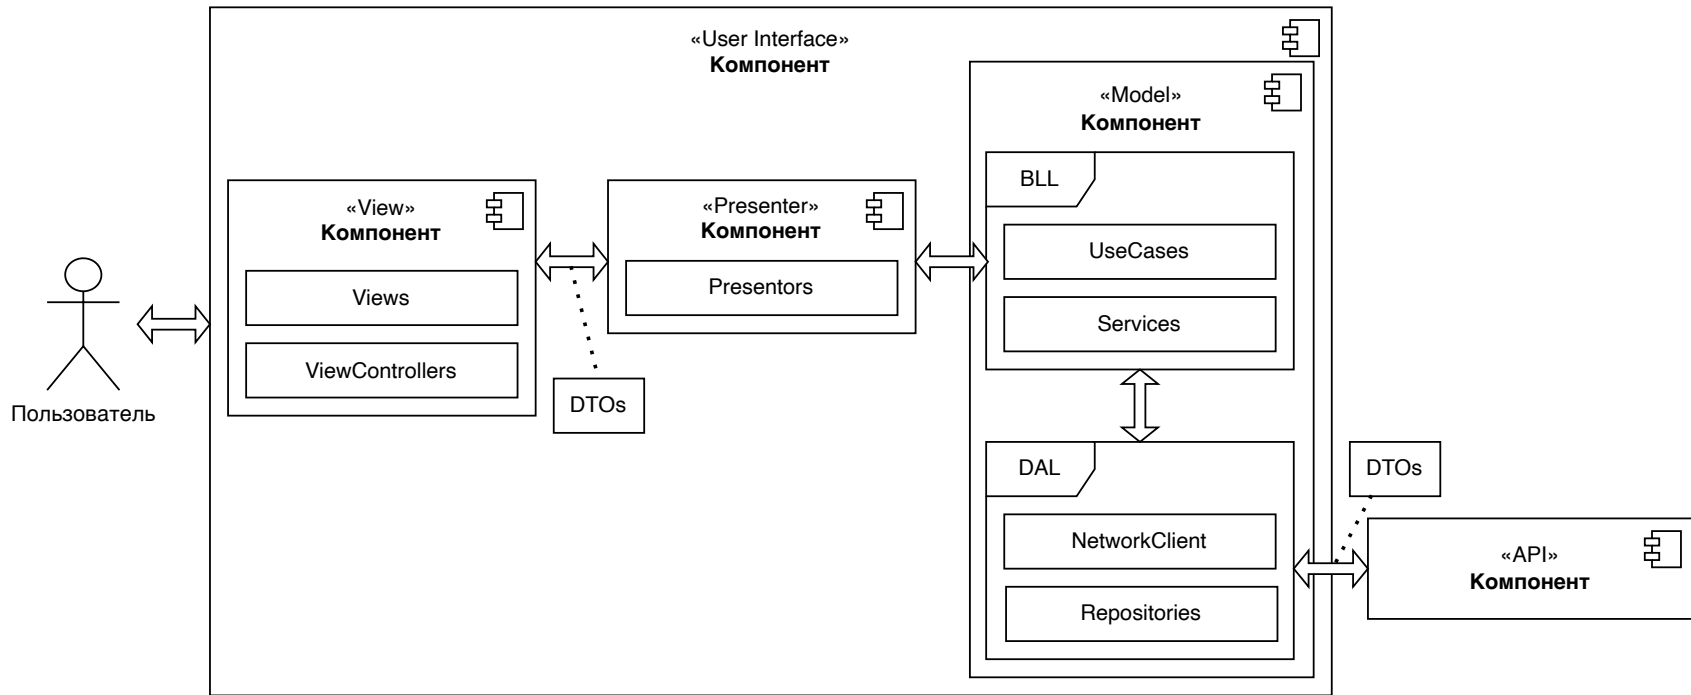 «User Interface»
Компонент
«Model»
Компонент
BLL
«View»
Компонент
«Presenter»
Компонент
UseCases
Views
Presentors
Services
ViewControllers
DTOs
Пользователь
DAL
DTOs
NetworkClient
«API»
Компонент
Repositories